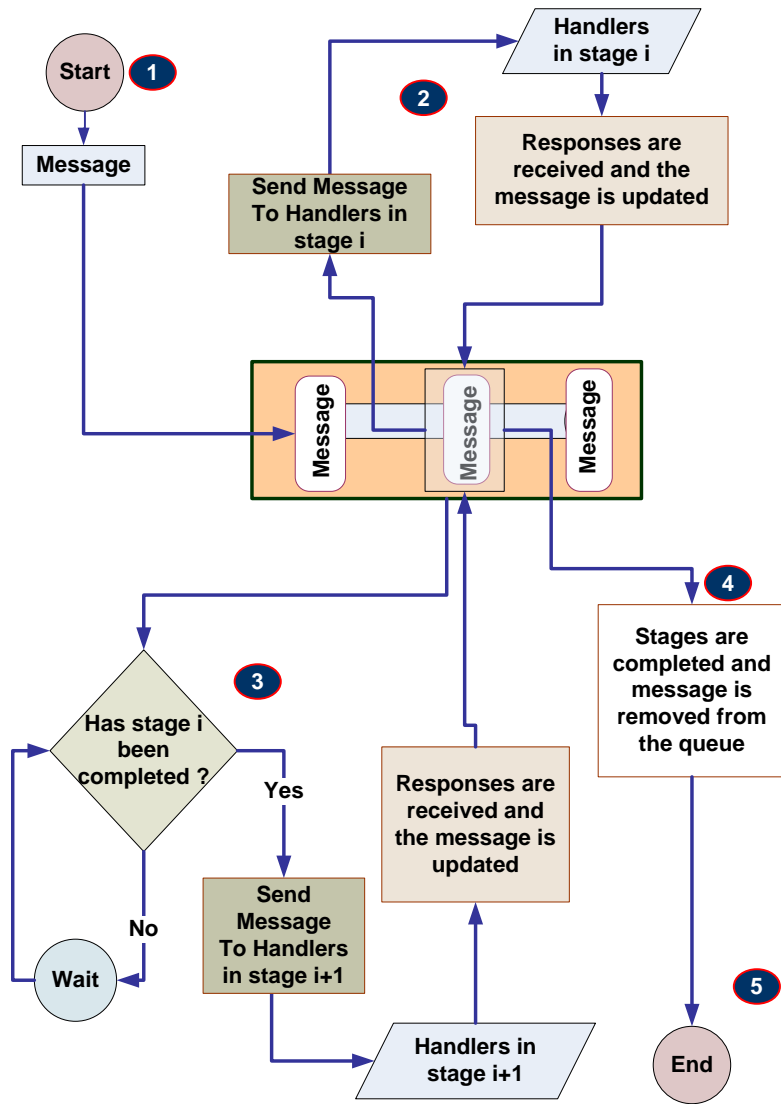 Start
1
Message
2
Handlers
in stage i
Send Message
To Handlers in
stage i
Responses are
received and the
message is updated
Message
Message
Message
3
Has stage i
been
completed ?
Yes
No
Wait
Send
Message
To Handlers
in stage i+1
Handlers in
stage i+1
Responses are
received and
the message is
updated
4
Stages are
completed and
message is
removed from
the queue
5
End